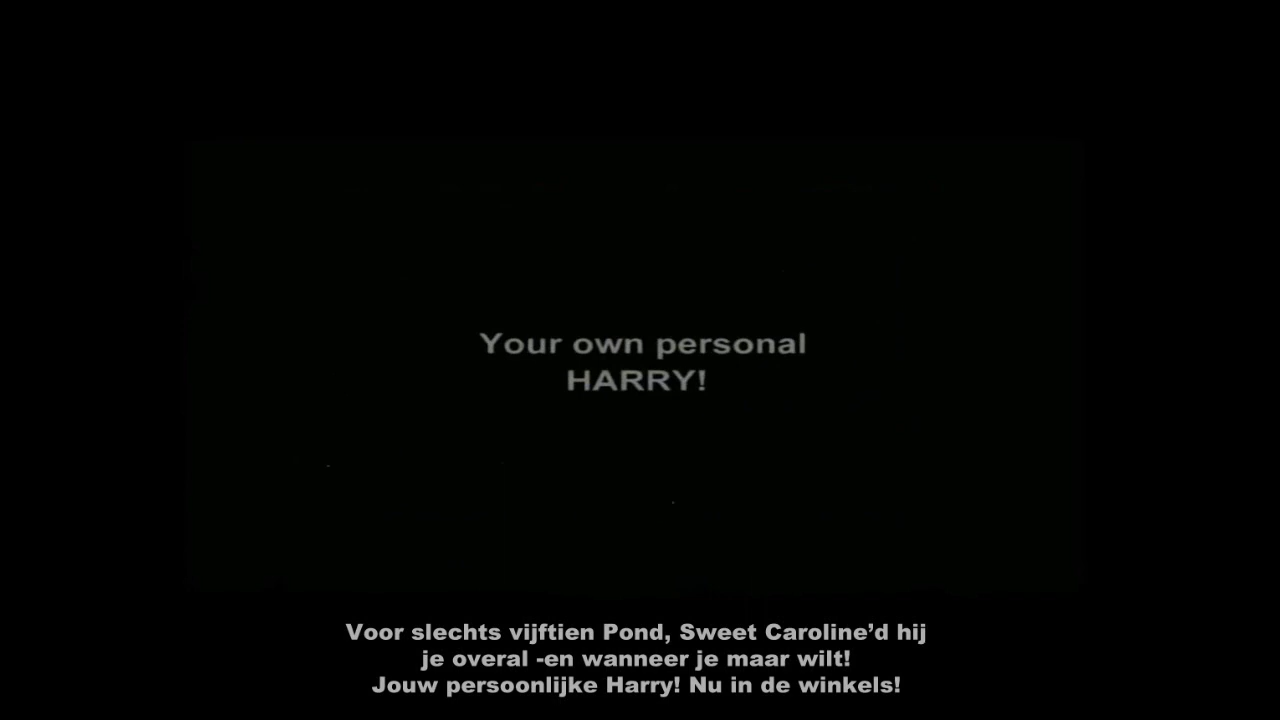 Your own personal
HARRY!
Voor slechts vijftien Pond, Sweet Caroline’d hij
je overal -en wanneer je maar wilt!
Jouw persoonlijke Harry! Nu in de winkels!